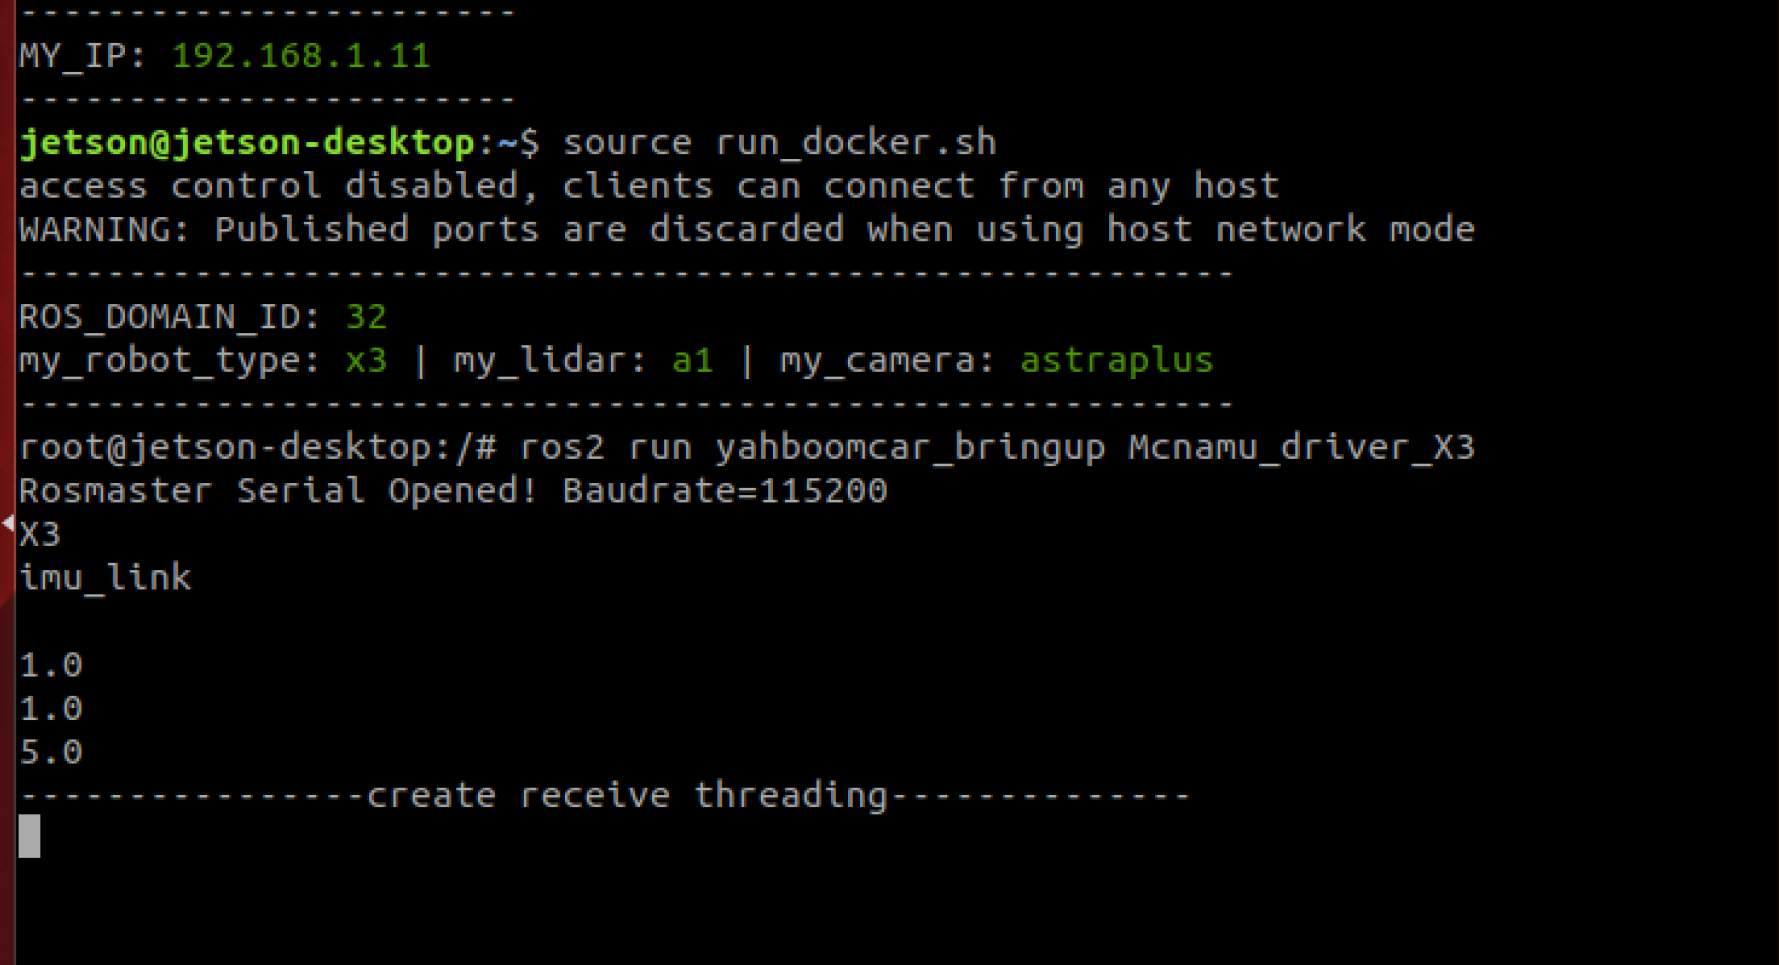 -----------------------
MY_IP: 192.168.1.11
-----------------------
jetson@jetson-desktop:~$ source run_docker.sh
access control disabled, clients can connect from any host
WARNING: Published ports are discarded when using host network mode
--------------------------------------------------------
ROS_DOMAIN_ID: 32
my_robot_type: x3 | my_lidar: a1 | my_camera: astraplus
--------------------------------------------------------
root@jetson-desktop:/# ros2 run yahboomcar_bringup Mcnamu_driver_X3
Rosmaster Serial Opened! Baudrate=115200
X3
imu_link
1.0
1.0
5.0
----------------create receive threading--------------